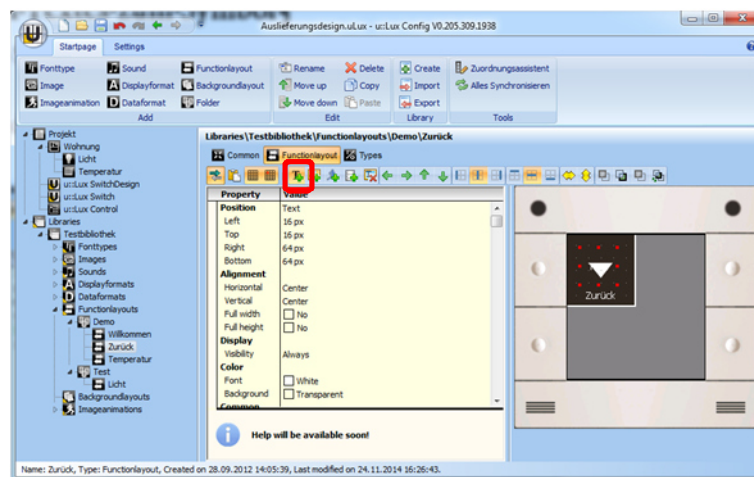 Auslieferungsdesign.uLux - u::Lux Config V0.205.309.1938
Startpage Settings
Fonttype Sound Functionlayout Rename Delete Create Zuordnungsassistent
Image Displayformat Backgroundlayout Move up Copy Import Alles Synchronisieren
Imageanimation Dataformat Folder Move down Paste Export
Add Edit Library Tools
Projekt
Wohnung
Licht
Temperatur
u::Lux SwitchDesign
u::Lux Switch
u::Lux Control
Libraries
Testbibliothek
Fonttypes
Images
Sounds
Displayformats
Dataformats
Functionlayouts
Demo
Willkommen
Zurück
Temperatur
Test
Licht
Backgroundlayouts
Imageanimations
Libraries\Testbibliothek\Functionlayouts\Demo\Zurück
Common Functionlayout Types
Property Value
Position Text
Left 16 px
Top 16 px
Right 64 px
Bottom 64 px
Alignment
Horizontal Center
Vertical Center
Full width No
Full height No
Display
Visibility Always
Color
Font White
Background Transparent
Common
Help will be available soon!
Zurück
Name: Zurück, Type: Functionlayout, Created on 28.09.2012 14:05:39, Last modified on 24.11.2014 16:26:43.